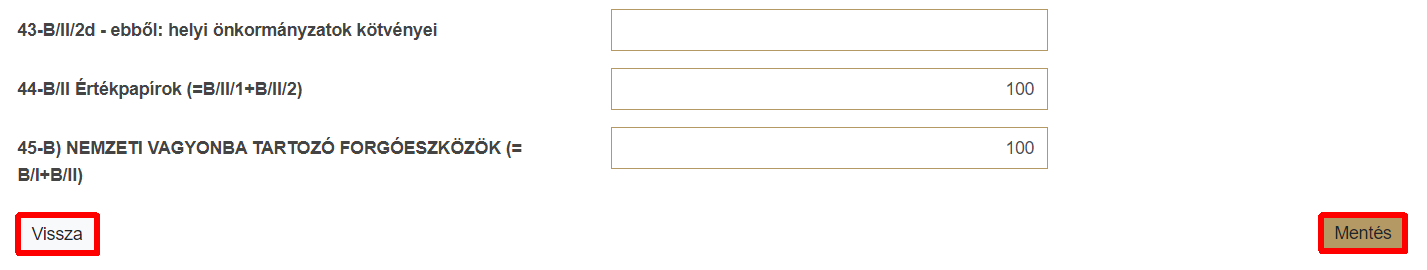 43-B/II/2d - ebből: helyi önkormányzatok kötvényei
44-B/II Értékpapírok (=B/II/1+B/II/2)
100
45-B) NEMZETI VAGYONBA TARTOZÓ FORGÓESZKÖZÖK (=
B/I+B/II)
100
Vissza
Mentés